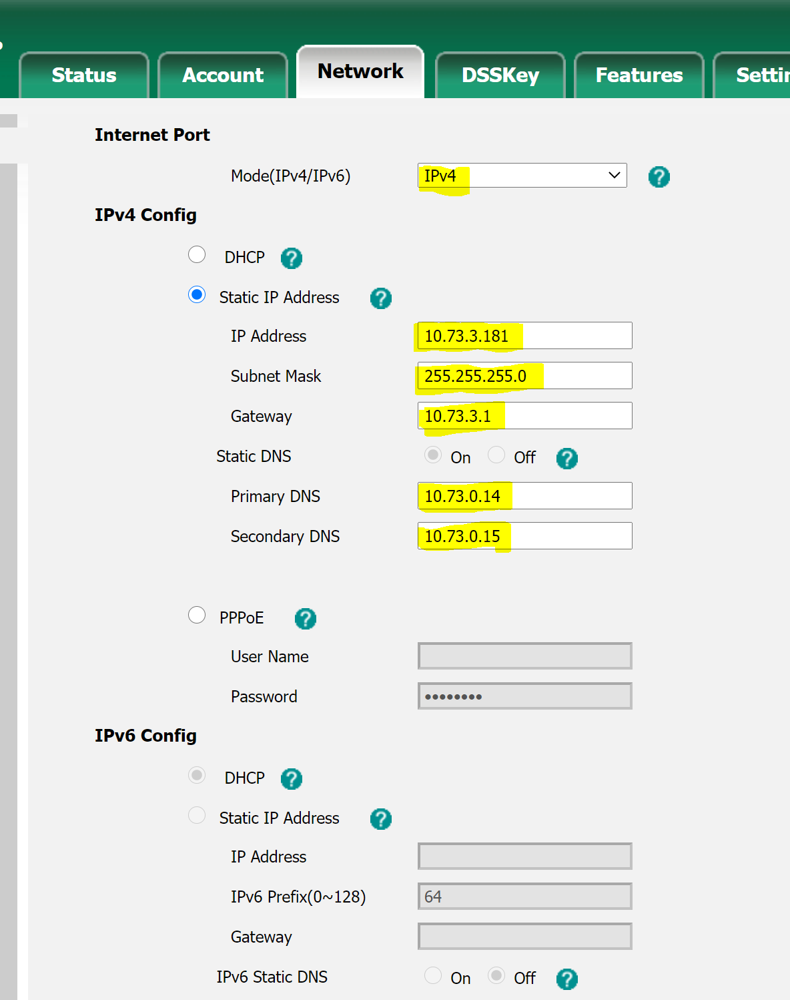 Status Account Network DSSKey Features Settin
Internet Port
Mode(IPv4/IPv6) IPv4 ?
IPv4 Config
DHCP ?
Static IP Address ?
IP Address 10.73.3.181
Subnet Mask 255.255.255.0
Gateway 10.73.3.1
Static DNS On Off ?
Primary DNS 10.73.0.14
Secondary DNS 10.73.0.15
PPPoE ?
User Name
Password ••••••••
IPv6 Config
DHCP ?
Static IP Address ?
IP Address
IPv6 Prefix(0~128) 64
Gateway
IPv6 Static DNS On Off ?